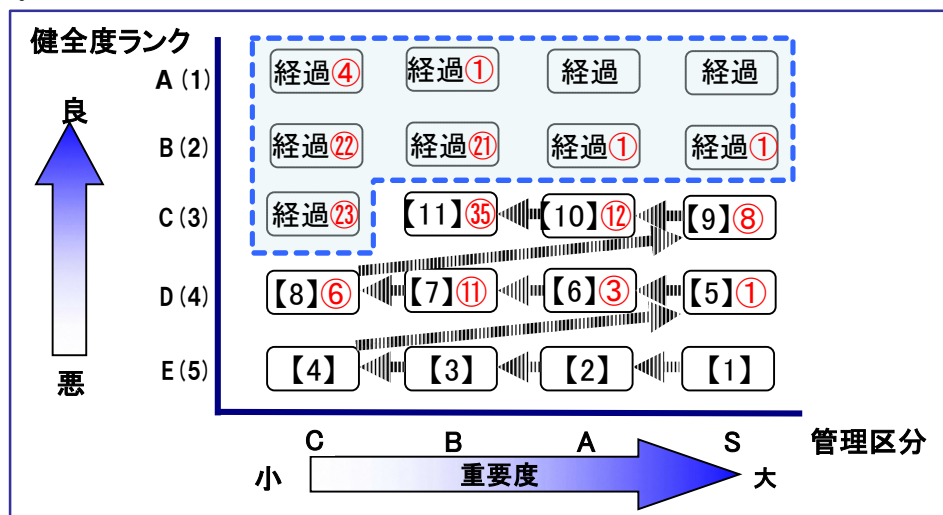 健全度ランク
A(1) 経過④ 経過① 経過 経過
良
B(2) 経過㉒ 経過㉑ 経過① 経過①
C(3) 経過㉓ 【11】㉟ 【10】⑫ 【9】⑧
D(4) 【8】⑥ 【7】⑪ 【6】③ 【5】①
E(5) 【4】 【3】 【2】 【1】
悪
C B A S 管理区分
小 重要度 大